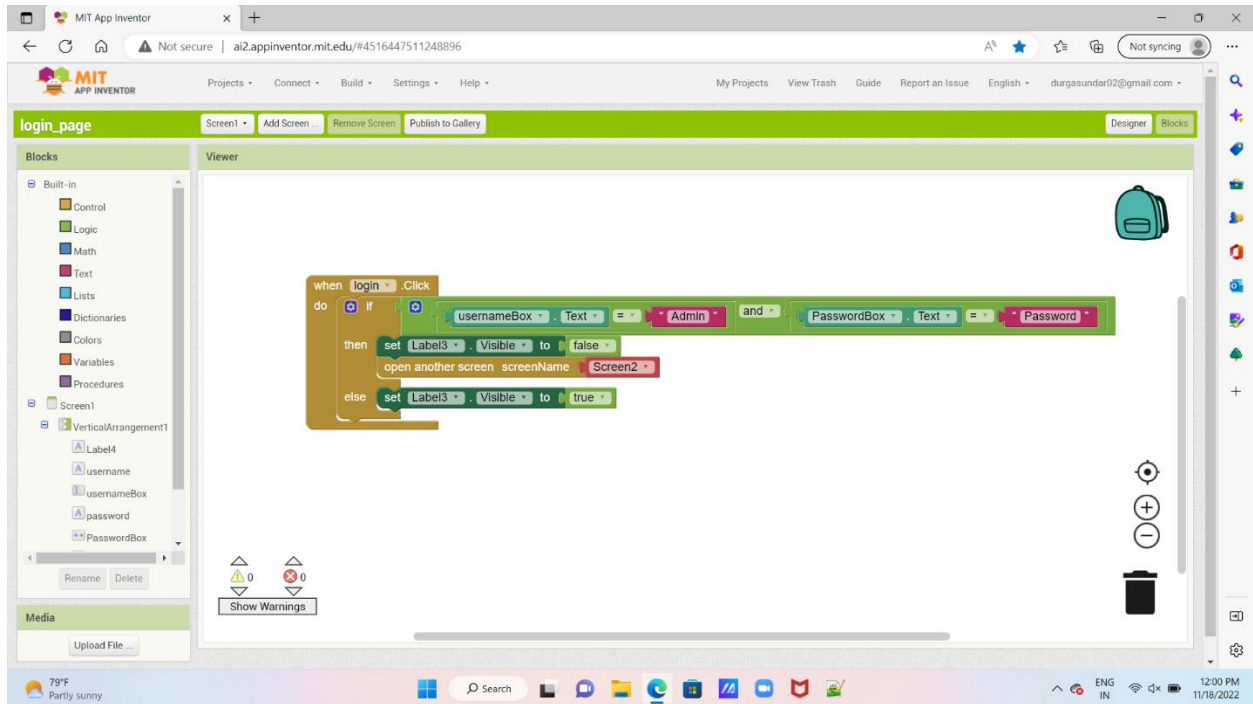 MIT App Inventor
Not secure | ai2.appinventor.mit.edu/#4516447511248896
Not syncing
MIT
APP INVENTOR
Projects Connect Build Settings Help My Projects View Trash Guide Report an Issue English durgasundar02@gmail.com
login_page Screen1 Add Screen ... Remove Screen Publish to Gallery Designer Blocks
Blocks
Viewer
Built-in
Control
Logic
Math
Text
Lists
Dictionaries
Colors
Variables
Procedures
Screen1
VerticalArrangement1
Label4
username
usernameBox
password
PasswordBox
Rename Delete
Media
Upload File ...
when login .Click
do if usernameBox . Text = " Admin " and PasswordBox . Text = " Password "
then set Label3 . Visible to false
open another screen screenName Screen2
else set Label3 . Visible to true
0 0
Show Warnings
79°F
Partly sunny
Search
ENG
IN
12:00 PM
11/18/2022